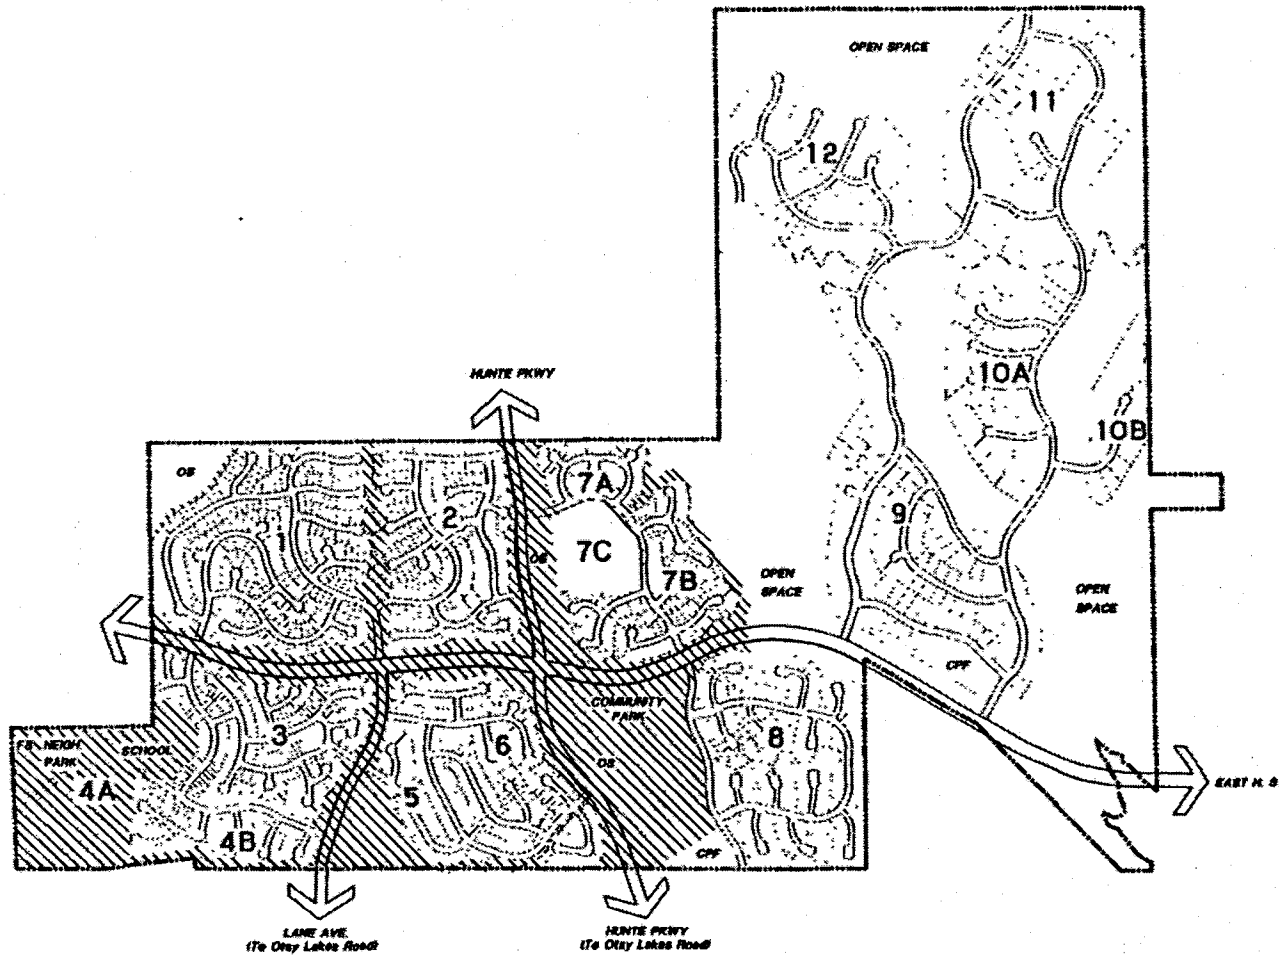 OPEN SPACE
11
12
HUNTE PKWY
10A
10B
OS
7A
2
9
1
OS
7C
7B
OPEN
SPACE
OPEN
SPACE
CPF
COMMUNITY
PARK
3
6
8
NEIGH
PARK
SCHOOL
OS
4A
5
EAST H. S
4B
CPF
LANE AVE.
(To Otay Lakes Road)
HUNTE PKWY
(To Otay Lakes Road)